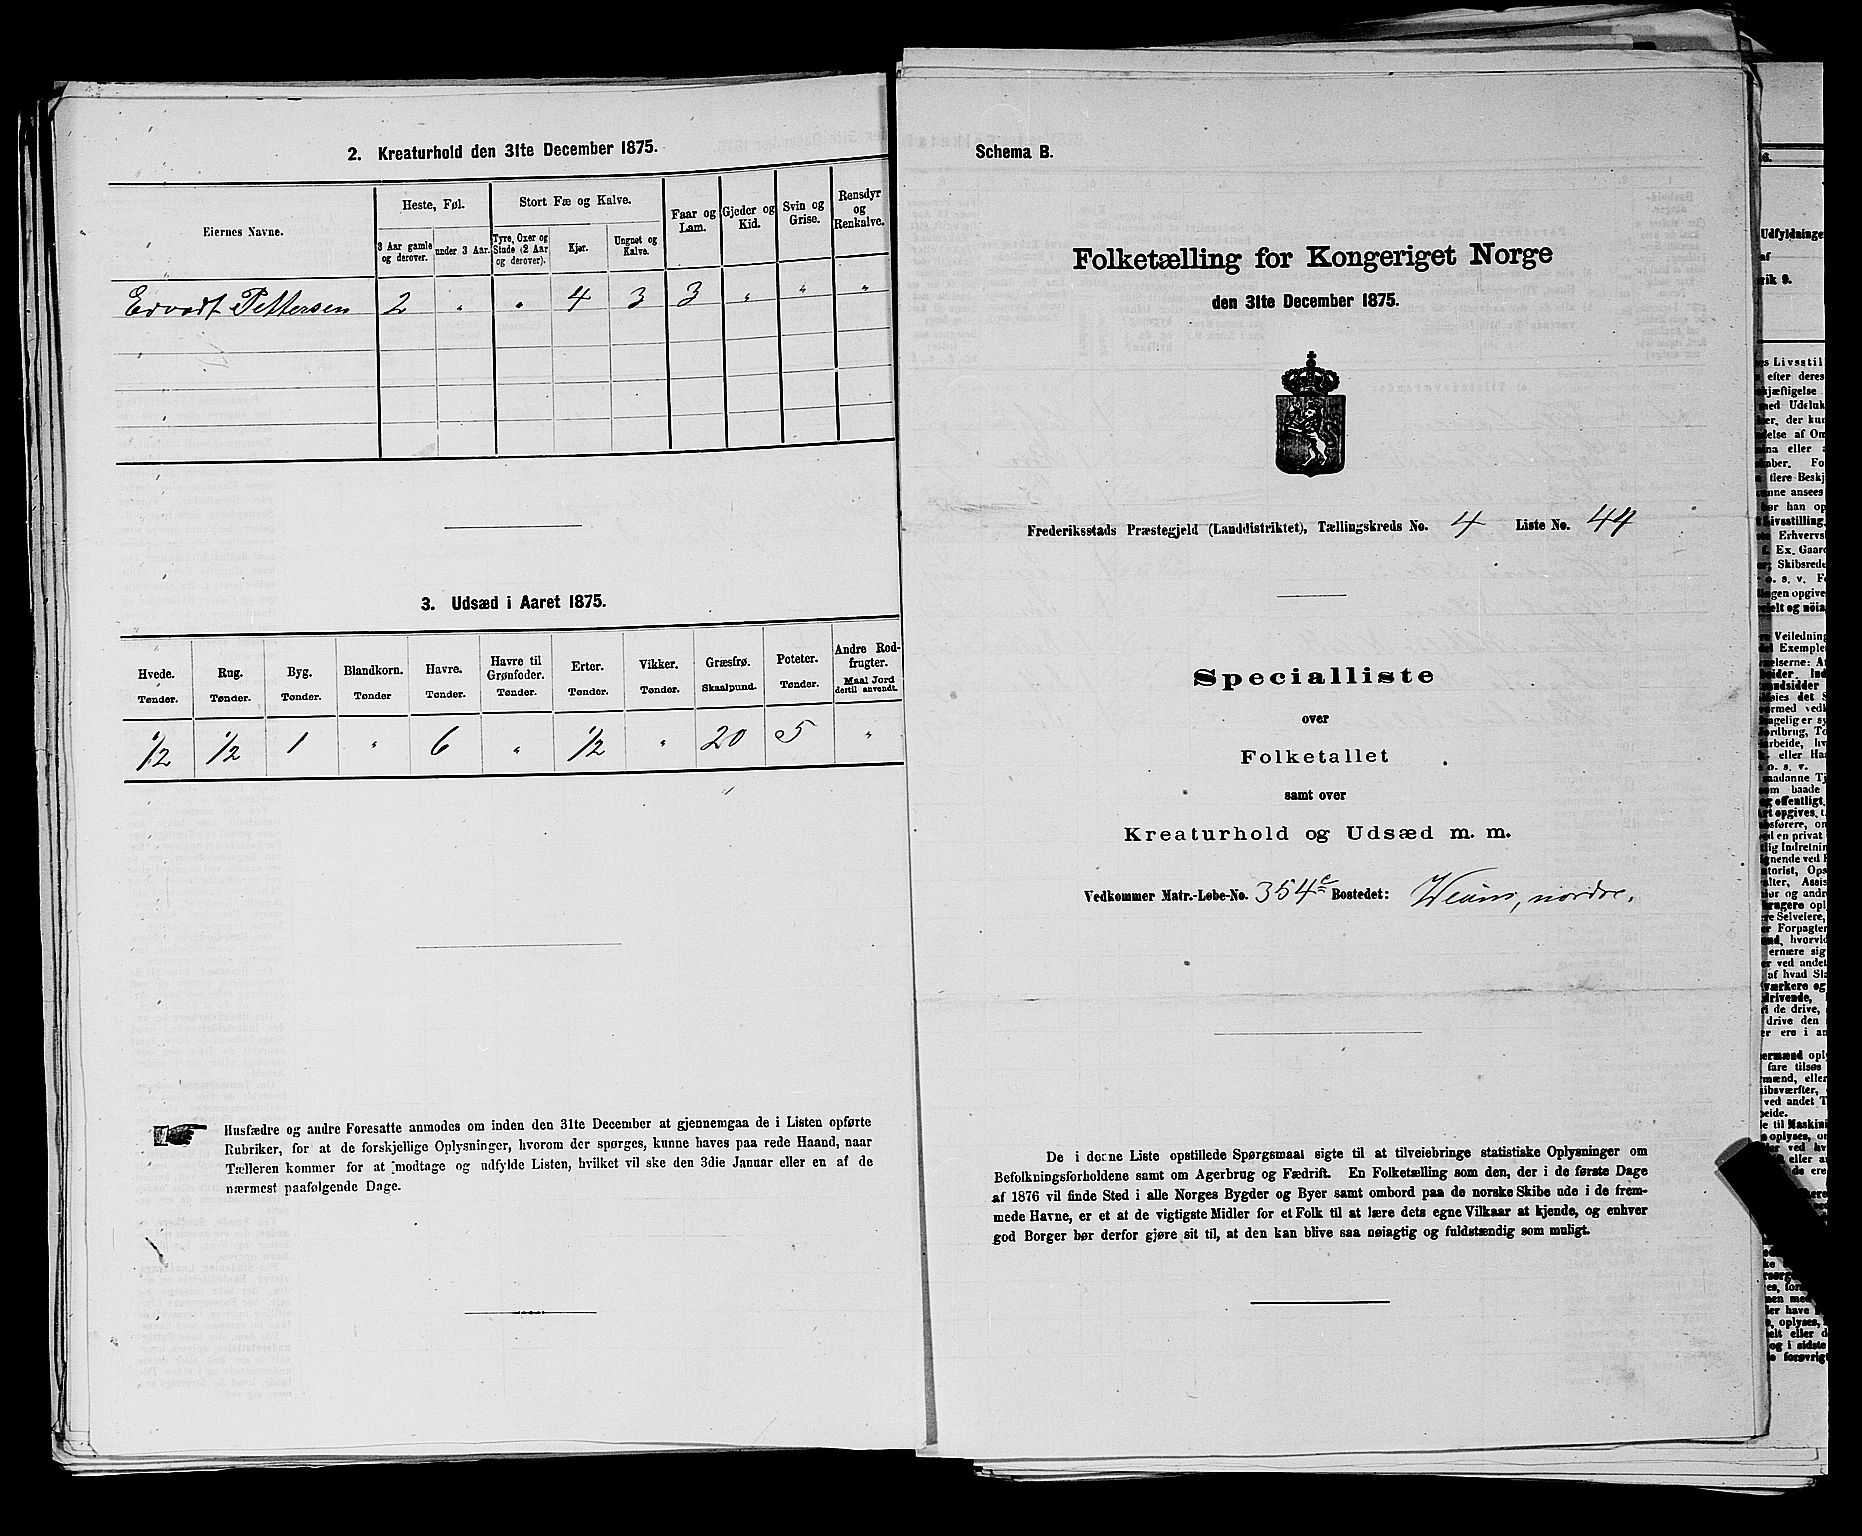 2. Kreaturhold den 31te December 1875.
Eiernes Navne.
Heste, Føl.
Stort Fæ og Kalve.
Faar og Lam.
Gjeder og Kid.
Svin og Grise.
Rensdyr og Renkalve.
3 Aar gamle og derover.
under 3 Aar.
Tyre, Oxer og Stude (2 Aar og derover).
Kjør.
Ungnøt og Kalve.
Edvadt Pettersen 2 " " 4 3 3 " " "
3. Udsæd i Aaret 1875.
Hvede. Rug. Byg. Blandkorn. Havre. Havre til Grønfoder. Erter. Vikker. Græsfrø. Poteter. Andre Rodfrugter.
Tønder. Tønder. Tønder. Tønder Tønder. Tønder. Tønder. Tønder. Skaalpund. Tønder. Maal Jord dertil anvendt.
1/2 1/2 1 " 6 " 1/2 " 20 5 "
Husfædre og andre Foresatte anmodes om inden den 31te December at gjennemgaa de i Listen opførte
Rubriker, for at de forskjellige Oplysninger, hvorom der spørges, kunne haves paa rede Haand, naar
Tælleren kommer for at modtage og udfylde Listen, hvilket vil ske den 3die Januar eller en af de
nærmest paafølgende Dage.
Schema B.
Folketælling for Kongeriget Norge
den 31te December 1875.
Frederiksstads Præstegjeld (Landdistriktet), Tællingskreds No. 4 Liste No. 44
Specialliste
over
Folketallet
samt over
Kreaturhold og Udsæd m. m.
Vedkommer Matr.-Løbe-No. 354c Bostedet: Weum, nordre.
De i denne Liste opstillede Spørgsmaal sigte til at tilveiebringe statistiske Oplysninger om
Befolkningsforholdene samt om Agerbrug og Fædrift. En Folketælling som den, der i de første Dage
af 1876 vil finde Sted i alle Norges Bygder og Byer samt ombord paa de norske Skibe ude i de frem-
mede Havne, er et at de vigtigste Midler for et Folk til at lære dets egne Vilkaar at kjende, og enhver
god Borger bør derfor gjøre sit til, at den kan blive saa nøiagtig og fuldstændig som muligt.